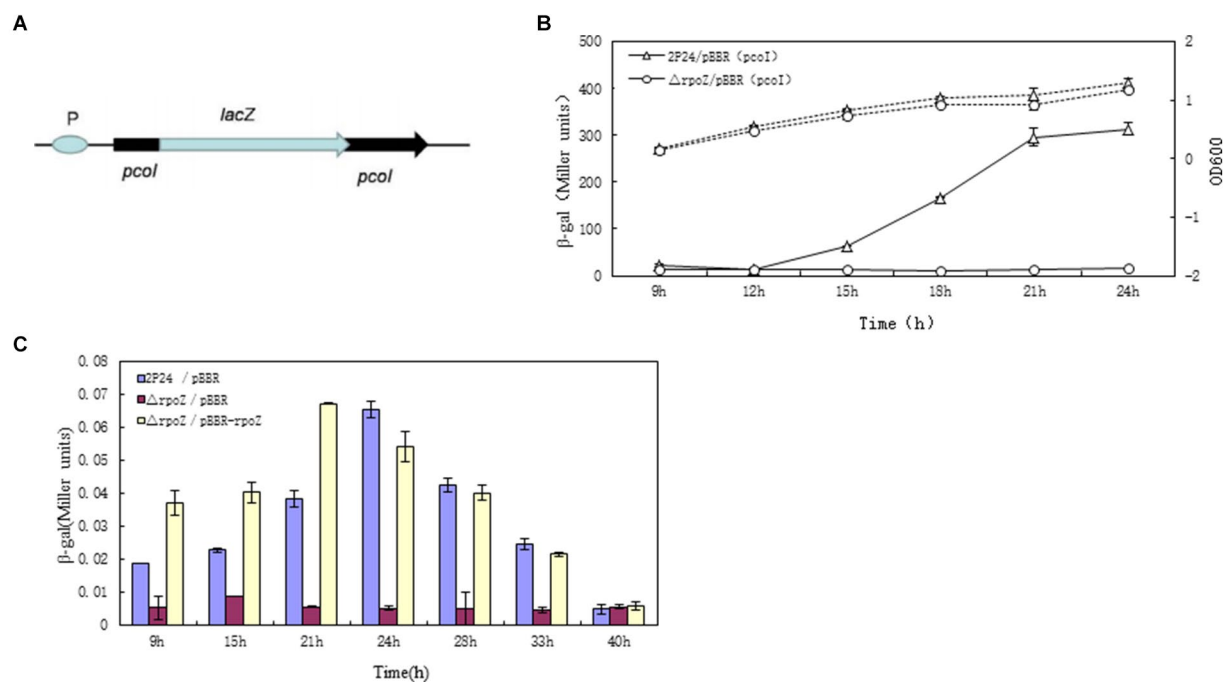 A
P
lacZ
pcoI
pcoI
B
500
400
300
200
100
0
β-gal (Miller units)
2P24/pBBR (pcoI)
△rpoZ/pBBR (pcoI)
2
1
0
-1
-2
OD600
9h 12h 15h 18h 21h 24h
Time (h)
C
0.08
0.07
0.06
0.05
0.04
0.03
0.02
0.01
0
β-gal(Miller units)
2P24 / pBBR
△rpoZ / pBBR
△rpoZ / pBBR-rpoZ
9h 15h 21h 24h 28h 33h 40h
Time(h)